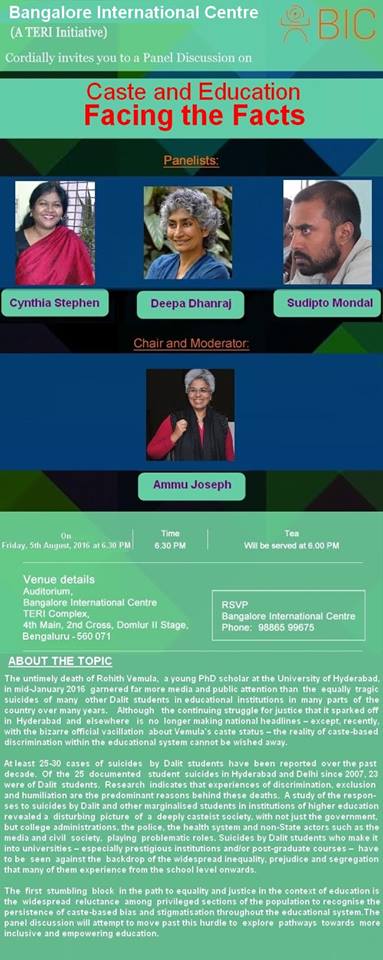 Bangalore International Centre
(A TERI Initiative)
BIC
Cordially invites you to a Panel Discussion on
Caste and Education
Facing the Facts
Panelists:
Cynthia Stephen
Deepa Dhanraj
Sudipto Mondal
Chair and Moderator:
Ammu Joseph
On
Friday, 5th August, 2016 at 6.30 PM
Time
6.30 PM
Tea
Will be served at 6.00 PM
Venue details
Auditorium,
Bangalore International Centre
TERI Complex,
4th Main, 2nd Cross, Domlur II Stage,
Bengaluru - 560 071
RSVP
Bangalore International Centre
Phone: 98865 99675
ABOUT THE TOPIC
The untimely death of Rohith Vemula, a young PhD scholar at the University of Hyderabad,
in mid-January 2016 garnered far more media and public attention than the equally tragic
suicides of many other Dalit students in educational institutions in many parts of the
country over many years. Although the continuing struggle for justice that it sparked off
in Hyderabad and elsewhere is no longer making national headlines – except, recently,
with the bizarre official vacillation about Vemula's caste status – the reality of caste-based
discrimination within the educational system cannot be wished away.
At least 25-30 cases of suicides by Dalit students have been reported over the past
decade. Of the 25 documented student suicides in Hyderabad and Delhi since 2007, 23
were of Dalit students. Research indicates that experiences of discrimination, exclusion
and humiliation are the predominant reasons behind these deaths. A study of the respon-
ses to suicides by Dalit and other marginalised students in institutions of higher education
revealed a disturbing picture of a deeply casteist society, with not just the government,
but college administrations, the police, the health system and non-State actors such as the
media and civil society, playing problematic roles. Suicides by Dalit students who make it
into universities – especially prestigious institutions and/or post-graduate courses – have
to be seen against the backdrop of the widespread inequality, prejudice and segregation
that many of them experience from the school level onwards.
The first stumbling block in the path to equality and justice in the context of education is
the widespread reluctance among privileged sections of the population to recognise the
persistence of caste-based bias and stigmatisation throughout the educational system.The
panel discussion will attempt to move past this hurdle to explore pathways towards more
inclusive and empowering education.